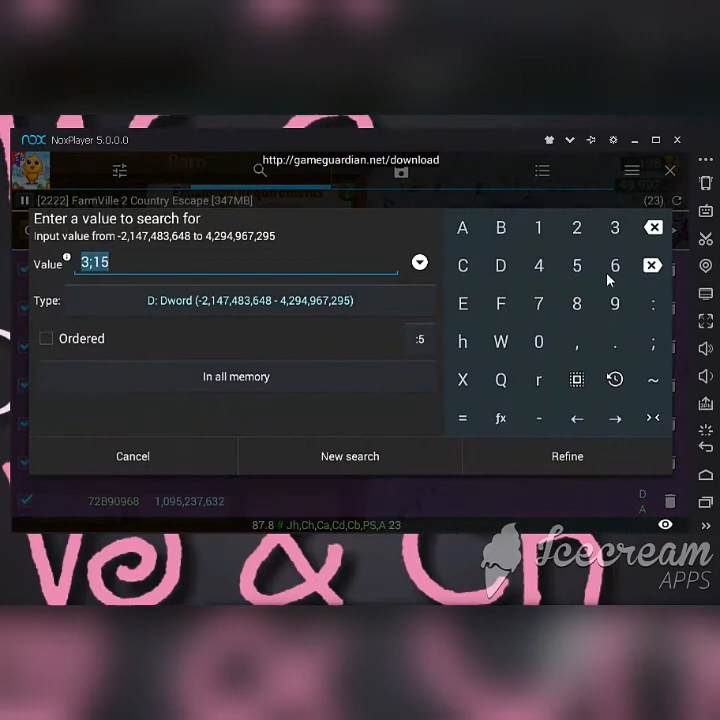 nox NoxPlayer 5.0.0.0
http://gameguardian.net/download
[2222] FarmVille 2 Country Escape [347MB]
(23)
Enter a value to search for
Input value from -2,147,483,648 to 4,294,967,295
Value
3;15
Type:
D: Dword (-2,147,483,648 - 4,294,967,295)
Ordered
:5
In all memory
Cancel
New search
Refine
A B 1 2 3
C D 4 5 6
E F 7 8 9 :
h W 0 , . ;
X Q r ~
= ƒx - ← → ><
72B90968 1,095,237,632
D
A
87.8 # Jh,Ch,Ca,Cd,Cb,PS,A 23
Icecream
APPS